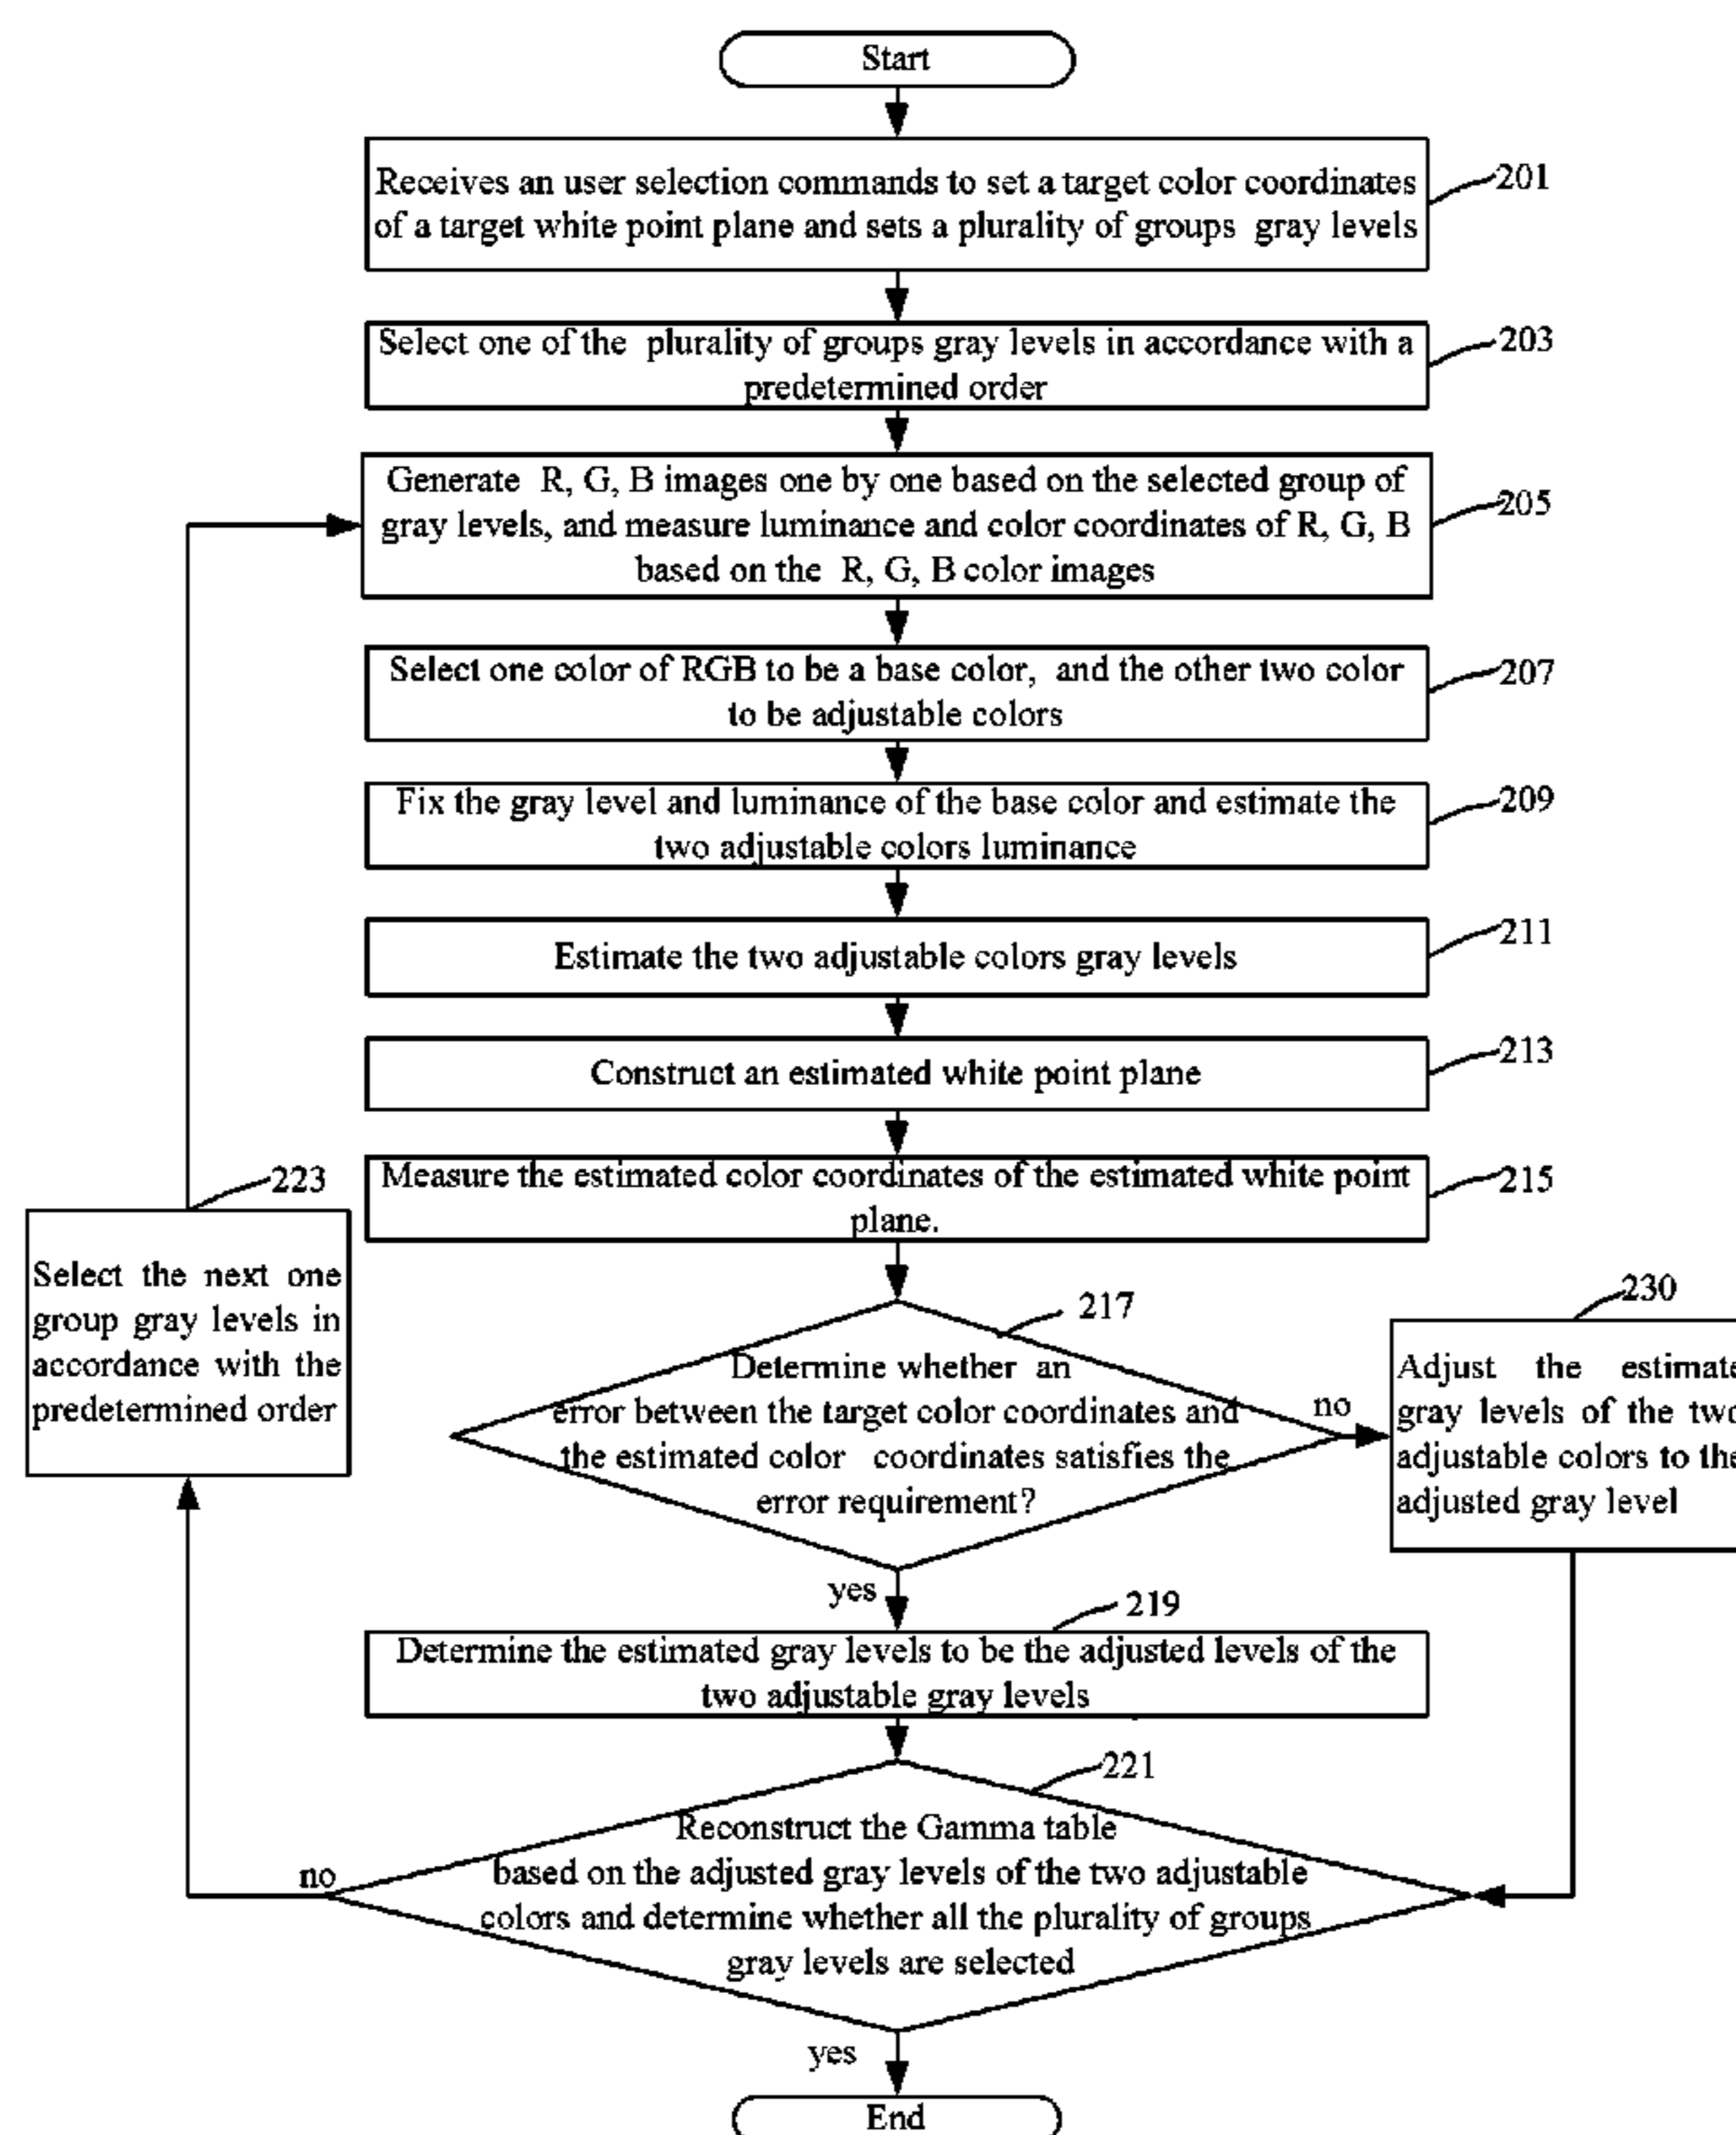 Start
Receives an user selection commands to set a target color coordinates
of a target white point plane and sets a plurality of groups gray levels
201
Select one of the plurality of groups gray levels in accordance with a
predetermined order
203
Generate R, G, B images one by one based on the selected group of
gray levels, and measure luminance and color coordinates of R, G, B
based on the R, G, B color images
205
Select one color of RGB to be a base color, and the other two color
to be adjustable colors
207
Fix the gray level and luminance of the base color and estimate the
two adjustable colors luminance
209
Estimate the two adjustable colors gray levels
211
Construct an estimated white point plane
213
Measure the estimated color coordinates of the estimated white point
plane.
215
223
Select the next one
group gray levels in
accordance with the
predetermined order
217
Determine whether an
error between the target color coordinates and
the estimated color coordinates satisfies the
error requirement?
no
230
Adjust the estimate
gray levels of the two
adjustable colors to the
adjusted gray level
yes
219
Determine the estimated gray levels to be the adjusted levels of the
two adjustable gray levels
221
Reconstruct the Gamma table
based on the adjusted gray levels of the two adjustable
colors and determine whether all the plurality of groups
gray levels are selected
no
yes
End